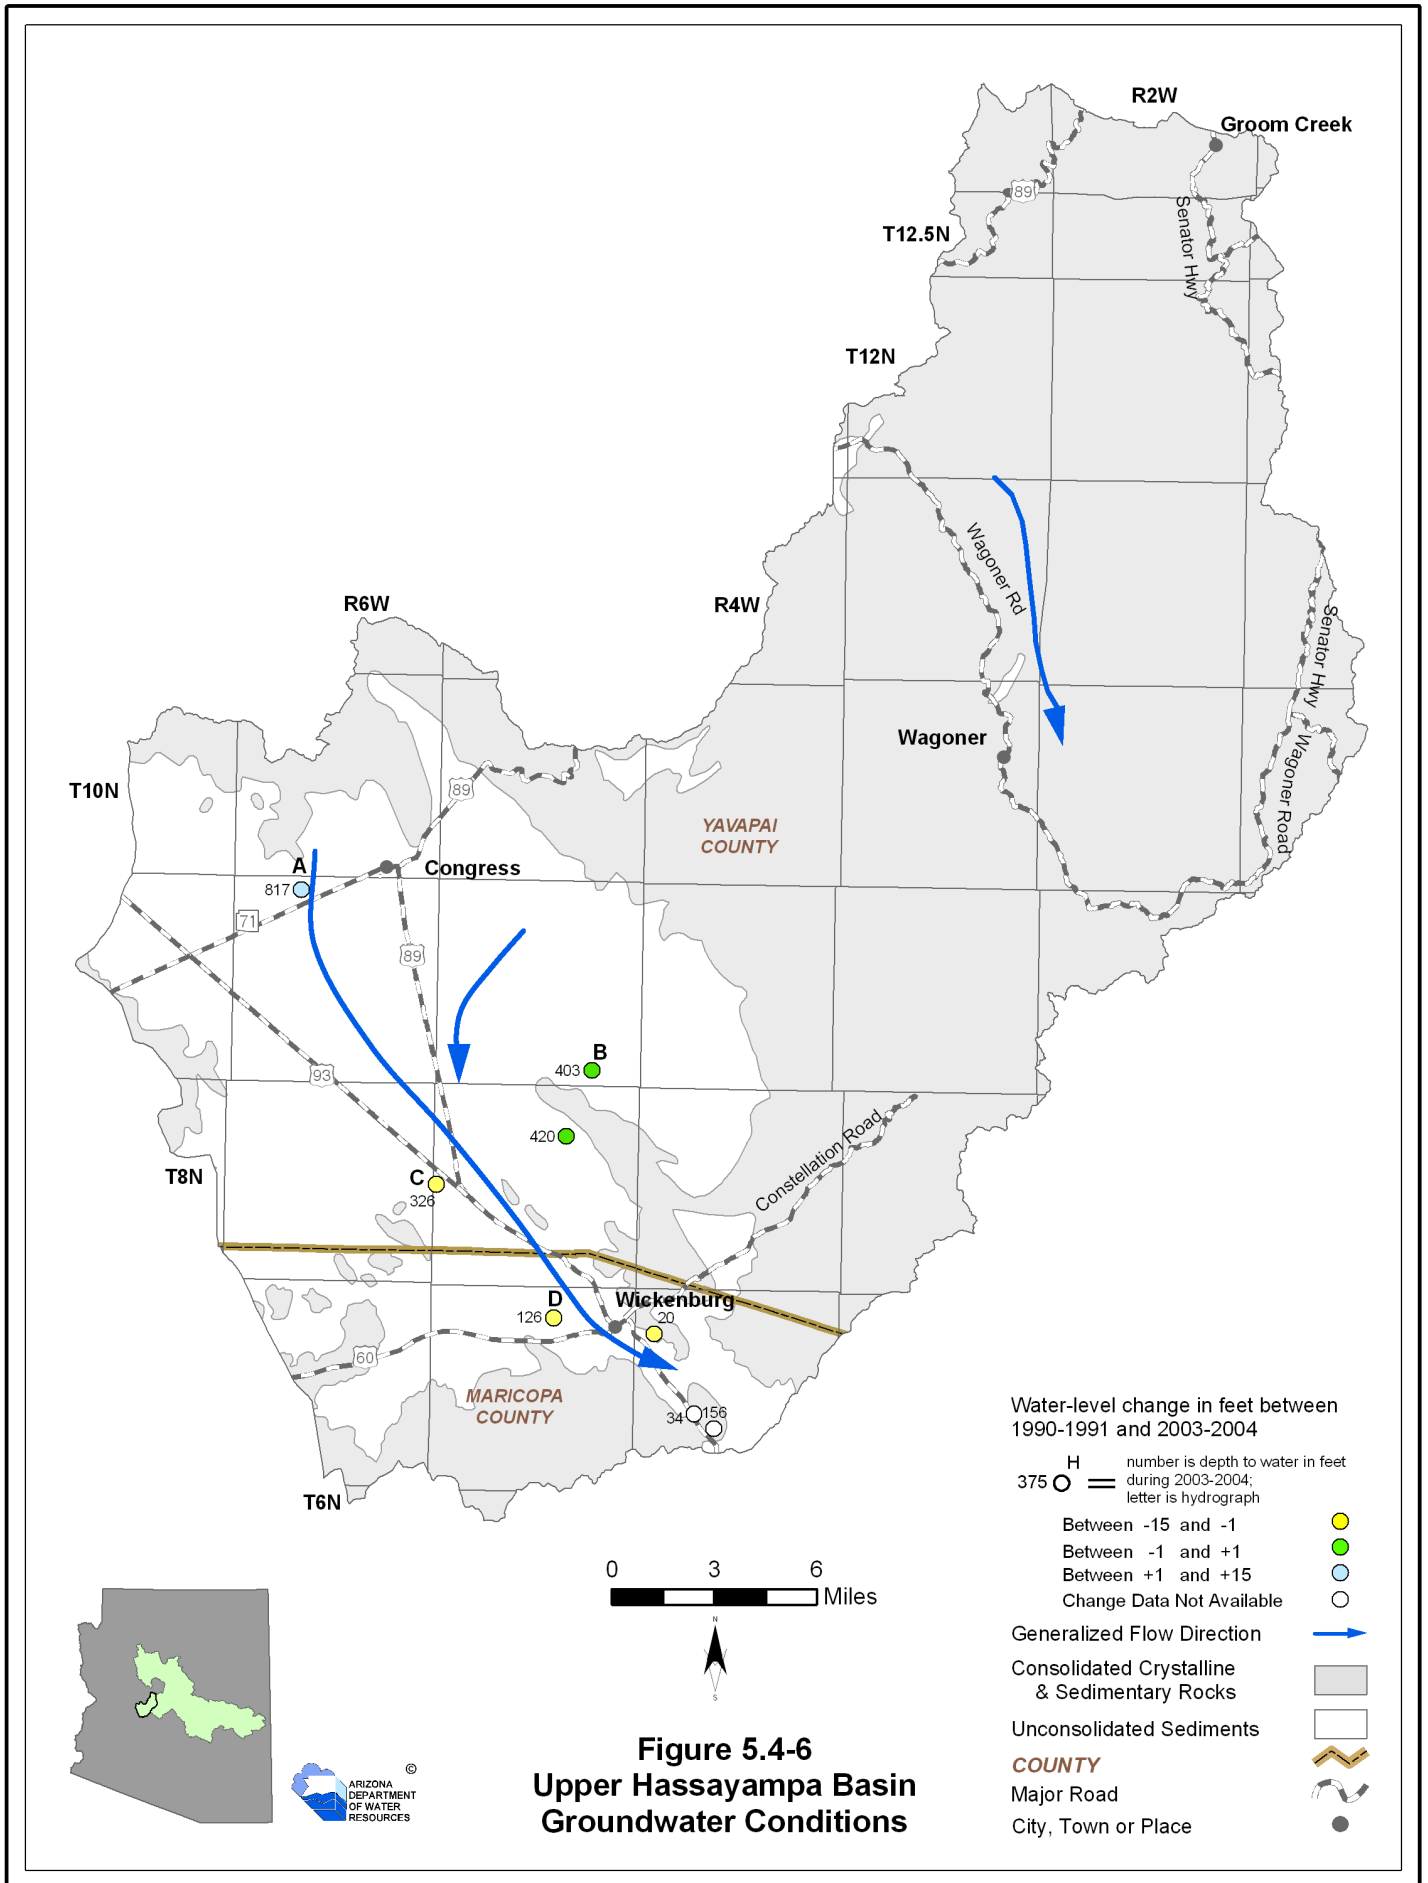 R2W
Groom Creek
89
Senator Hwy
T12.5N
T12N
Wagoner Rd
R6W
R4W
Senator Hwy
Wagoner
Wagoner Road
T10N
89
YAVAPAI
COUNTY
A
Congress
817
71
89
B
403
93
420
Constellation Road
T8N
C
326
D
126
Wickenburg
20
60
MARICOPA
COUNTY
34
156
T6N
Water-level change in feet between
1990-1991 and 2003-2004
H
375
number is depth to water in feet
during 2003-2004;
letter is hydrograph
Between -15 and -1
Between -1 and +1
Between +1 and +15
Change Data Not Available
Generalized Flow Direction
Consolidated Crystalline
& Sedimentary Rocks
Unconsolidated Sediments
COUNTY
Major Road
City, Town or Place
0 3 6
Miles
N
S
©
ARIZONA
DEPARTMENT
OF WATER
RESOURCES
Figure 5.4-6
Upper Hassayampa Basin
Groundwater Conditions